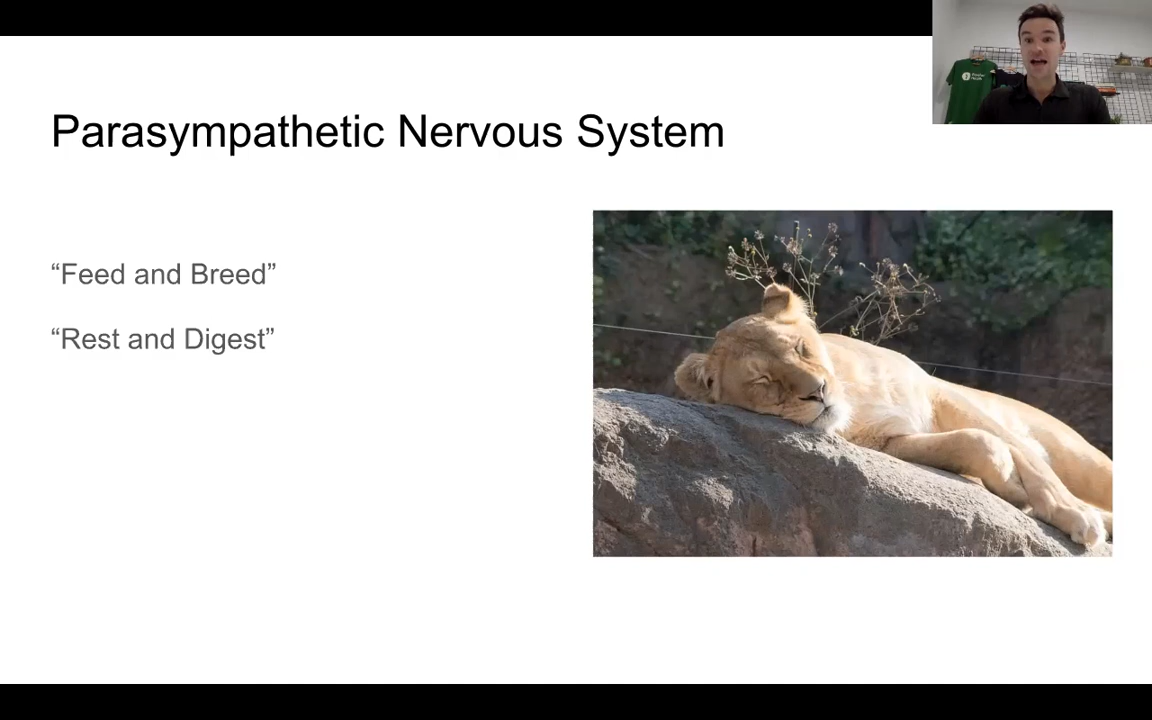 Parasympathetic Nervous System
“Feed and Breed”
“Rest and Digest”